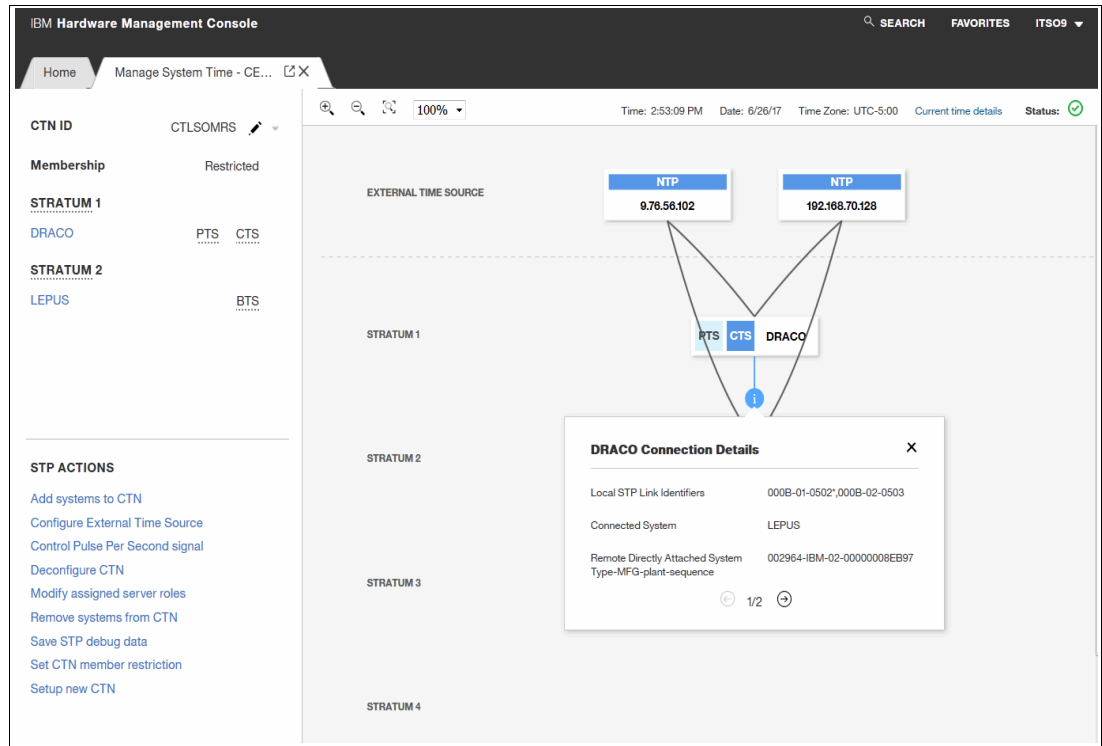 IBM Hardware Management Console
SEARCH FAVORITES ITSO9
Home Manage System Time - CE...
100%
Time: 2:53:09 PM Date: 6/26/17 Time Zone: UTC-5:00 Current time details Status:
CTN ID CTLSOMRS
Membership Restricted
STRATUM 1
DRACO PTS CTS
STRATUM 2
LEPUS BTS
STP ACTIONS
Add systems to CTN
Configure External Time Source
Control Pulse Per Second signal
Deconfigure CTN
Modify assigned server roles
Remove systems from CTN
Save STP debug data
Set CTN member restriction
Setup new CTN
EXTERNAL TIME SOURCE
NTP
9.76.56.102
NTP
192.168.70.128
STRATUM 1
PTS CTS DRACO
i
STRATUM 2
DRACO Connection Details
Local STP Link Identifiers 000B-01-0502*,000B-02-0503
Connected System LEPUS
Remote Directly Attached System 002964-IBM-02-00000008EB97
Type-MFG-plant-sequence
1/2
STRATUM 3
STRATUM 4